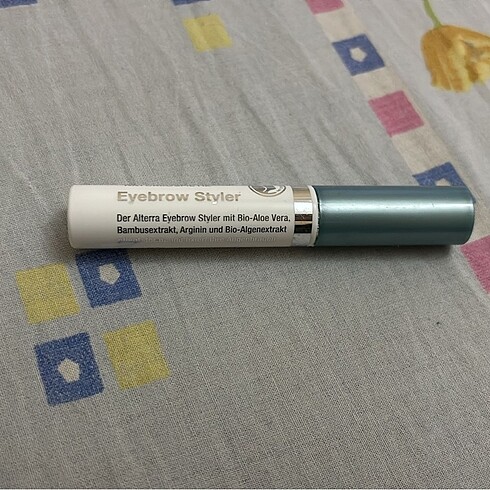 Eyebrow Styler
Der Alterra Eyebrow Styler mit Bio-Aloe Vera,
Bambusextrakt, Arginin und Bio-Algenextrakt